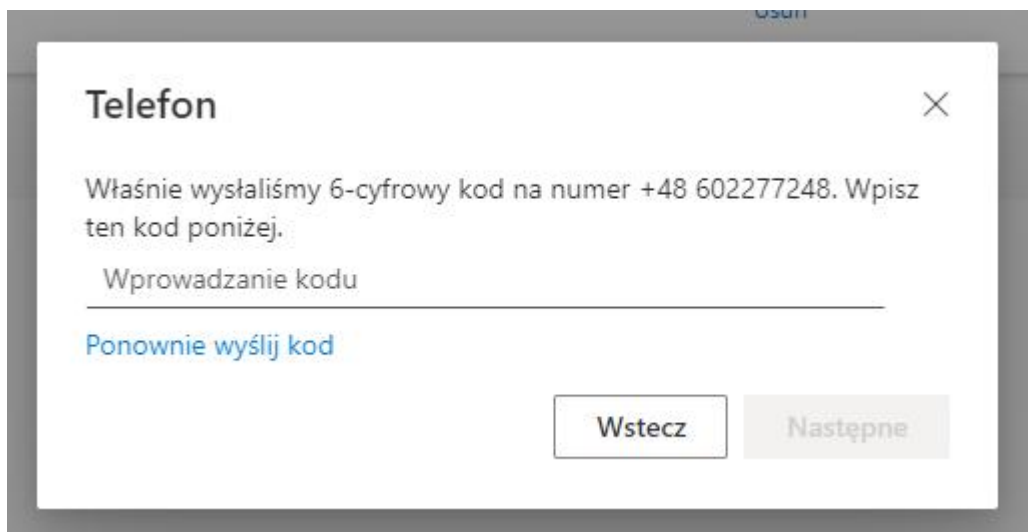 Usuń
Telefon
Właśnie wysłaliśmy 6-cyfrowy kod na numer +48 602277248. Wpisz
ten kod poniżej.
Wprowadzanie kodu
Ponownie wyślij kod
Wstecz
Następne